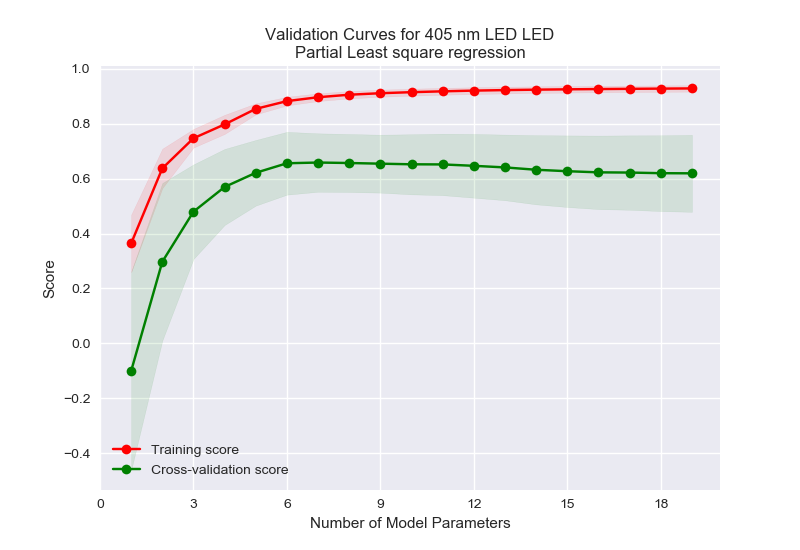 Validation Curves for 405 nm LED LED
Partial Least square regression
Score
1.0
0.8
0.6
0.4
0.2
0.0
−0.2
−0.4
Training score
Cross-validation score
0 3 6 9 12 15 18
Number of Model Parameters